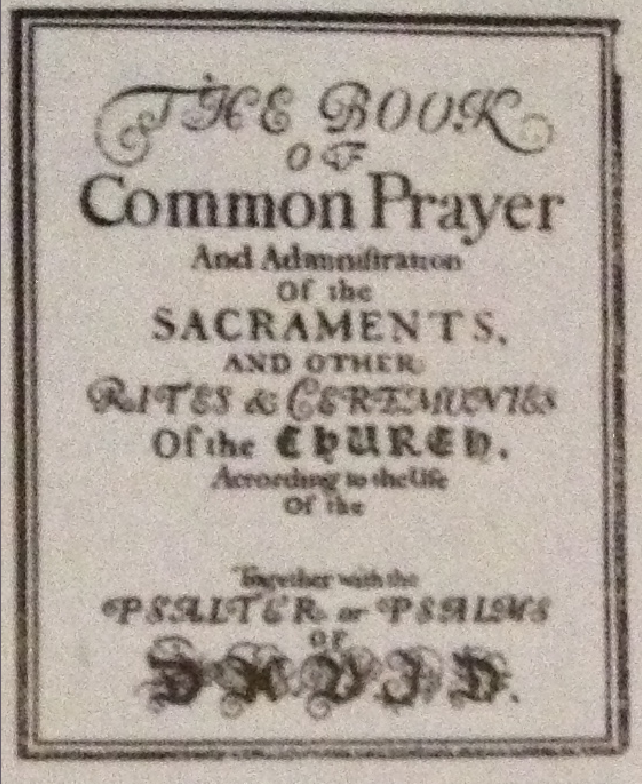 THE BOOK
OF
Common Prayer
And Adminiſtration
Of the
SACRAMENTS,
AND OTHER
RITES & CEREMONIES
Of the CHURCH,
According to the Uſe
Of the
Together with the
PSALTER or PSALMS
OF
DAVID.